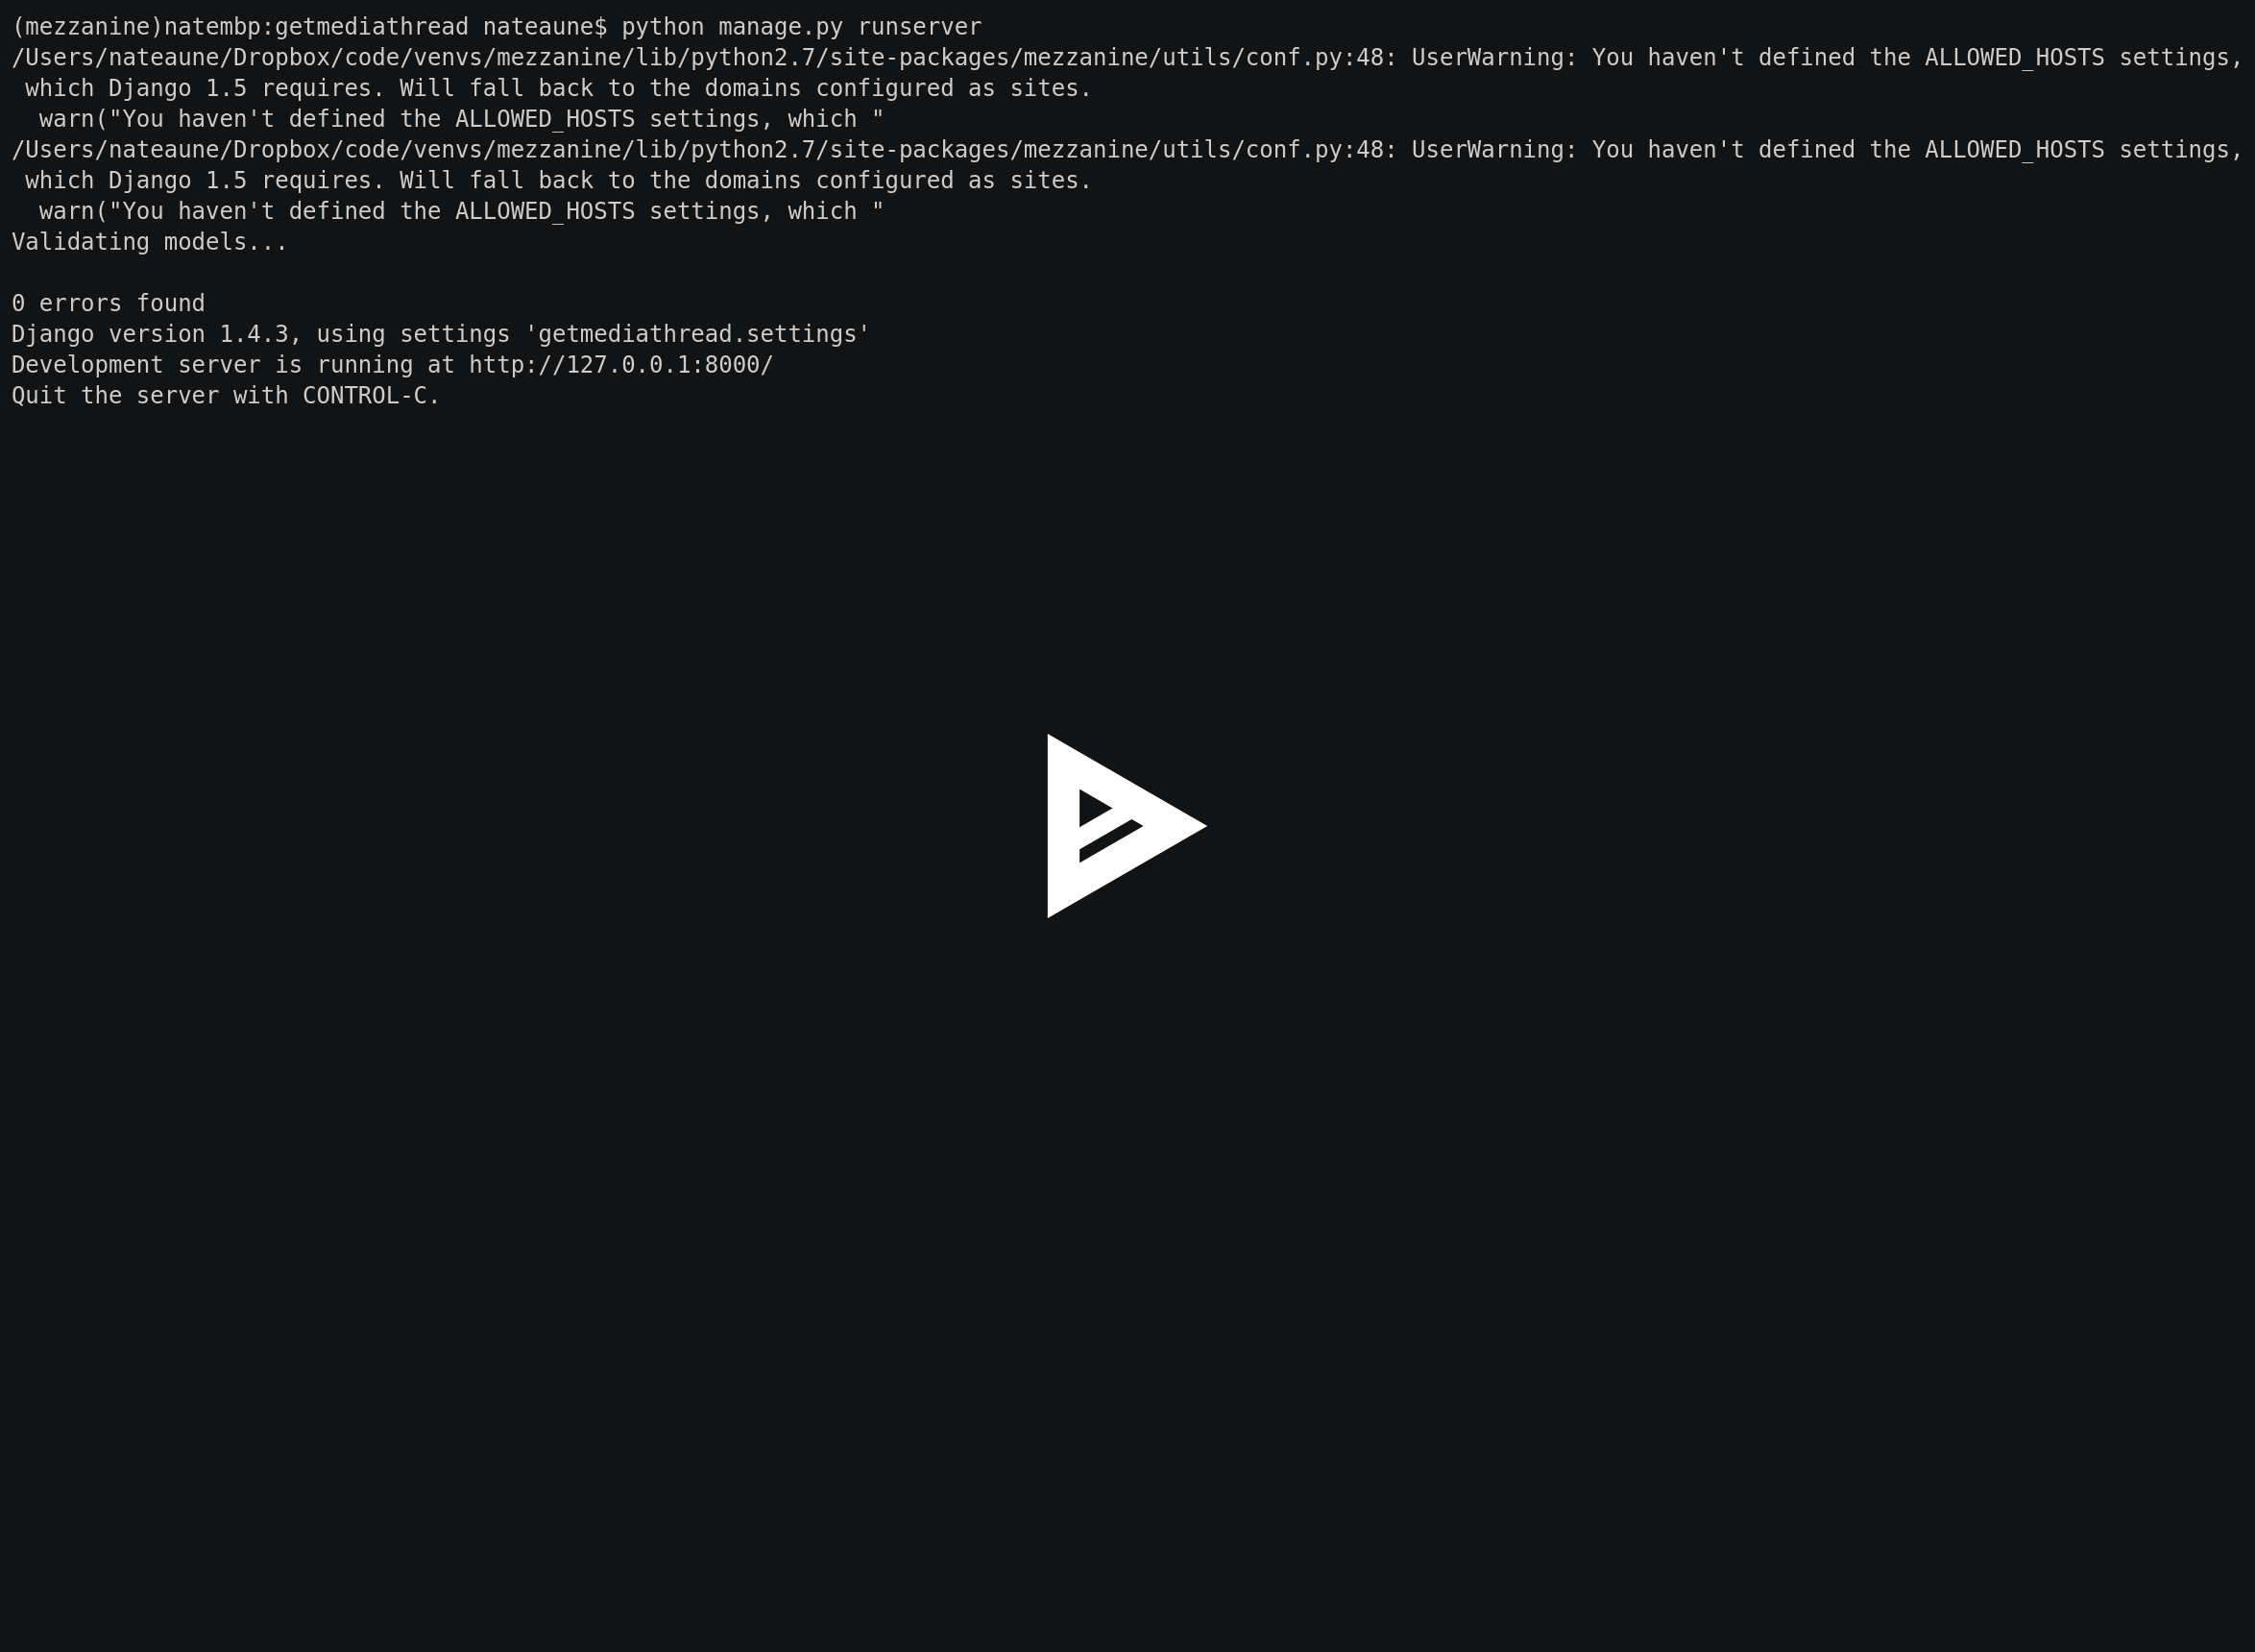 (mezzanine)natembp:getmediathread nateaune$ python manage.py runserver
/Users/nateaune/Dropbox/code/venvs/mezzanine/lib/python2.7/site-packages/mezzanine/utils/conf.py:48: UserWarning: You haven't defined the ALLOWED_HOSTS settings,
 which Django 1.5 requires. Will fall back to the domains configured as sites.
  warn("You haven't defined the ALLOWED_HOSTS settings, which "
/Users/nateaune/Dropbox/code/venvs/mezzanine/lib/python2.7/site-packages/mezzanine/utils/conf.py:48: UserWarning: You haven't defined the ALLOWED_HOSTS settings,
 which Django 1.5 requires. Will fall back to the domains configured as sites.
  warn("You haven't defined the ALLOWED_HOSTS settings, which "
Validating models...

0 errors found
Django version 1.4.3, using settings 'getmediathread.settings'
Development server is running at http://127.0.0.1:8000/
Quit the server with CONTROL-C.